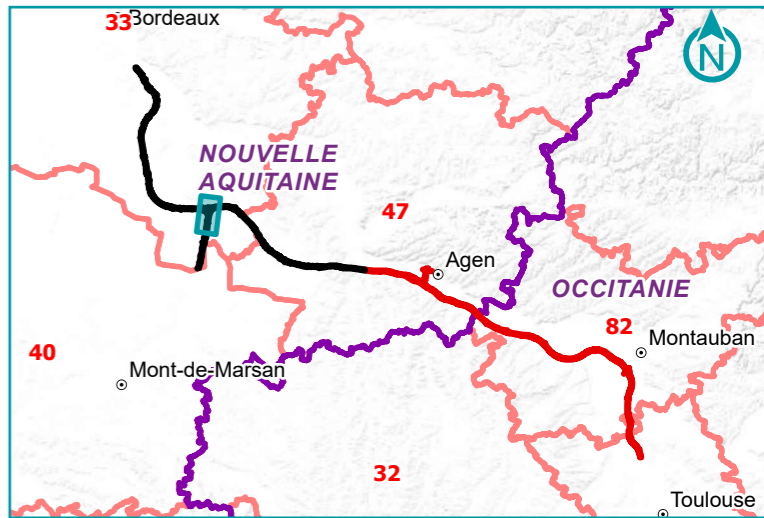 Bordeaux
33
N
NOUVELLE
AQUITAINE
47
Agen
OCCITANIE
82
Montauban
40
Mont-de-Marsan
32
Toulouse